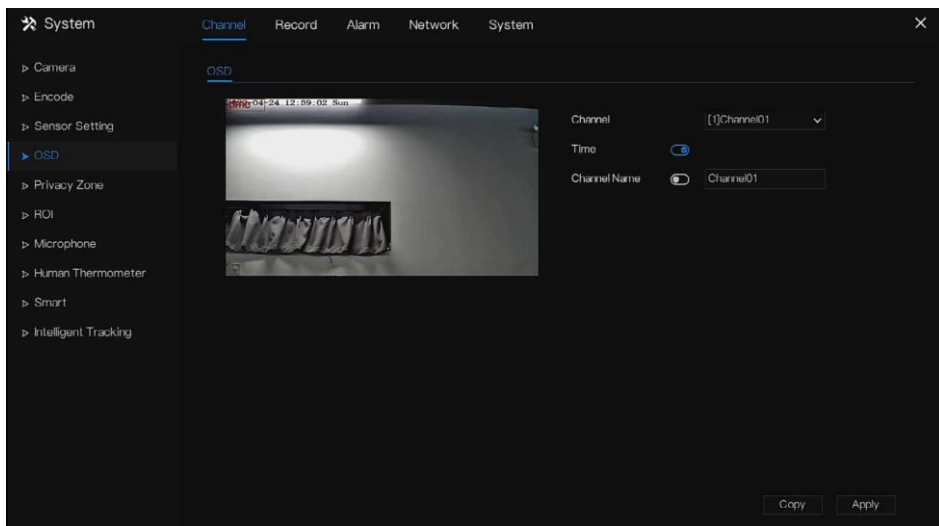 System
Channel Record Alarm Network System
Camera
Encode
Sensor Setting
OSD
Privacy Zone
ROI
Microphone
Human Thermometer
Smart
Intelligent Tracking
OSD
Time
04-24 12:59:02 Sun
Channel [1]Channel01
Time
Channel Name Channel01
Copy Apply